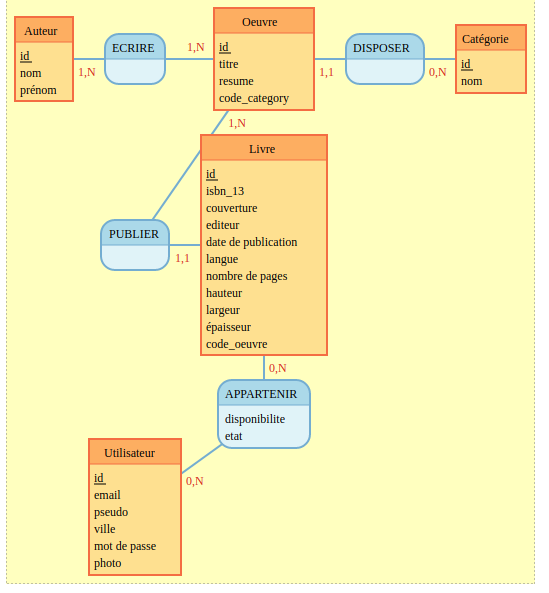 Auteur
id
nom
prénom
1,N
ECRIRE
1,N
Oeuvre
id
titre
resume
code_category
1,1
DISPOSER
0,N
Catégorie
id
nom
1,N
PUBLIER
1,1
Livre
id
isbn_13
couverture
editeur
date de publication
langue
nombre de pages
hauteur
largeur
épaisseur
code_oeuvre
0,N
APPARTENIR
disponibilite
etat
0,N
Utilisateur
id
email
pseudo
ville
mot de passe
photo